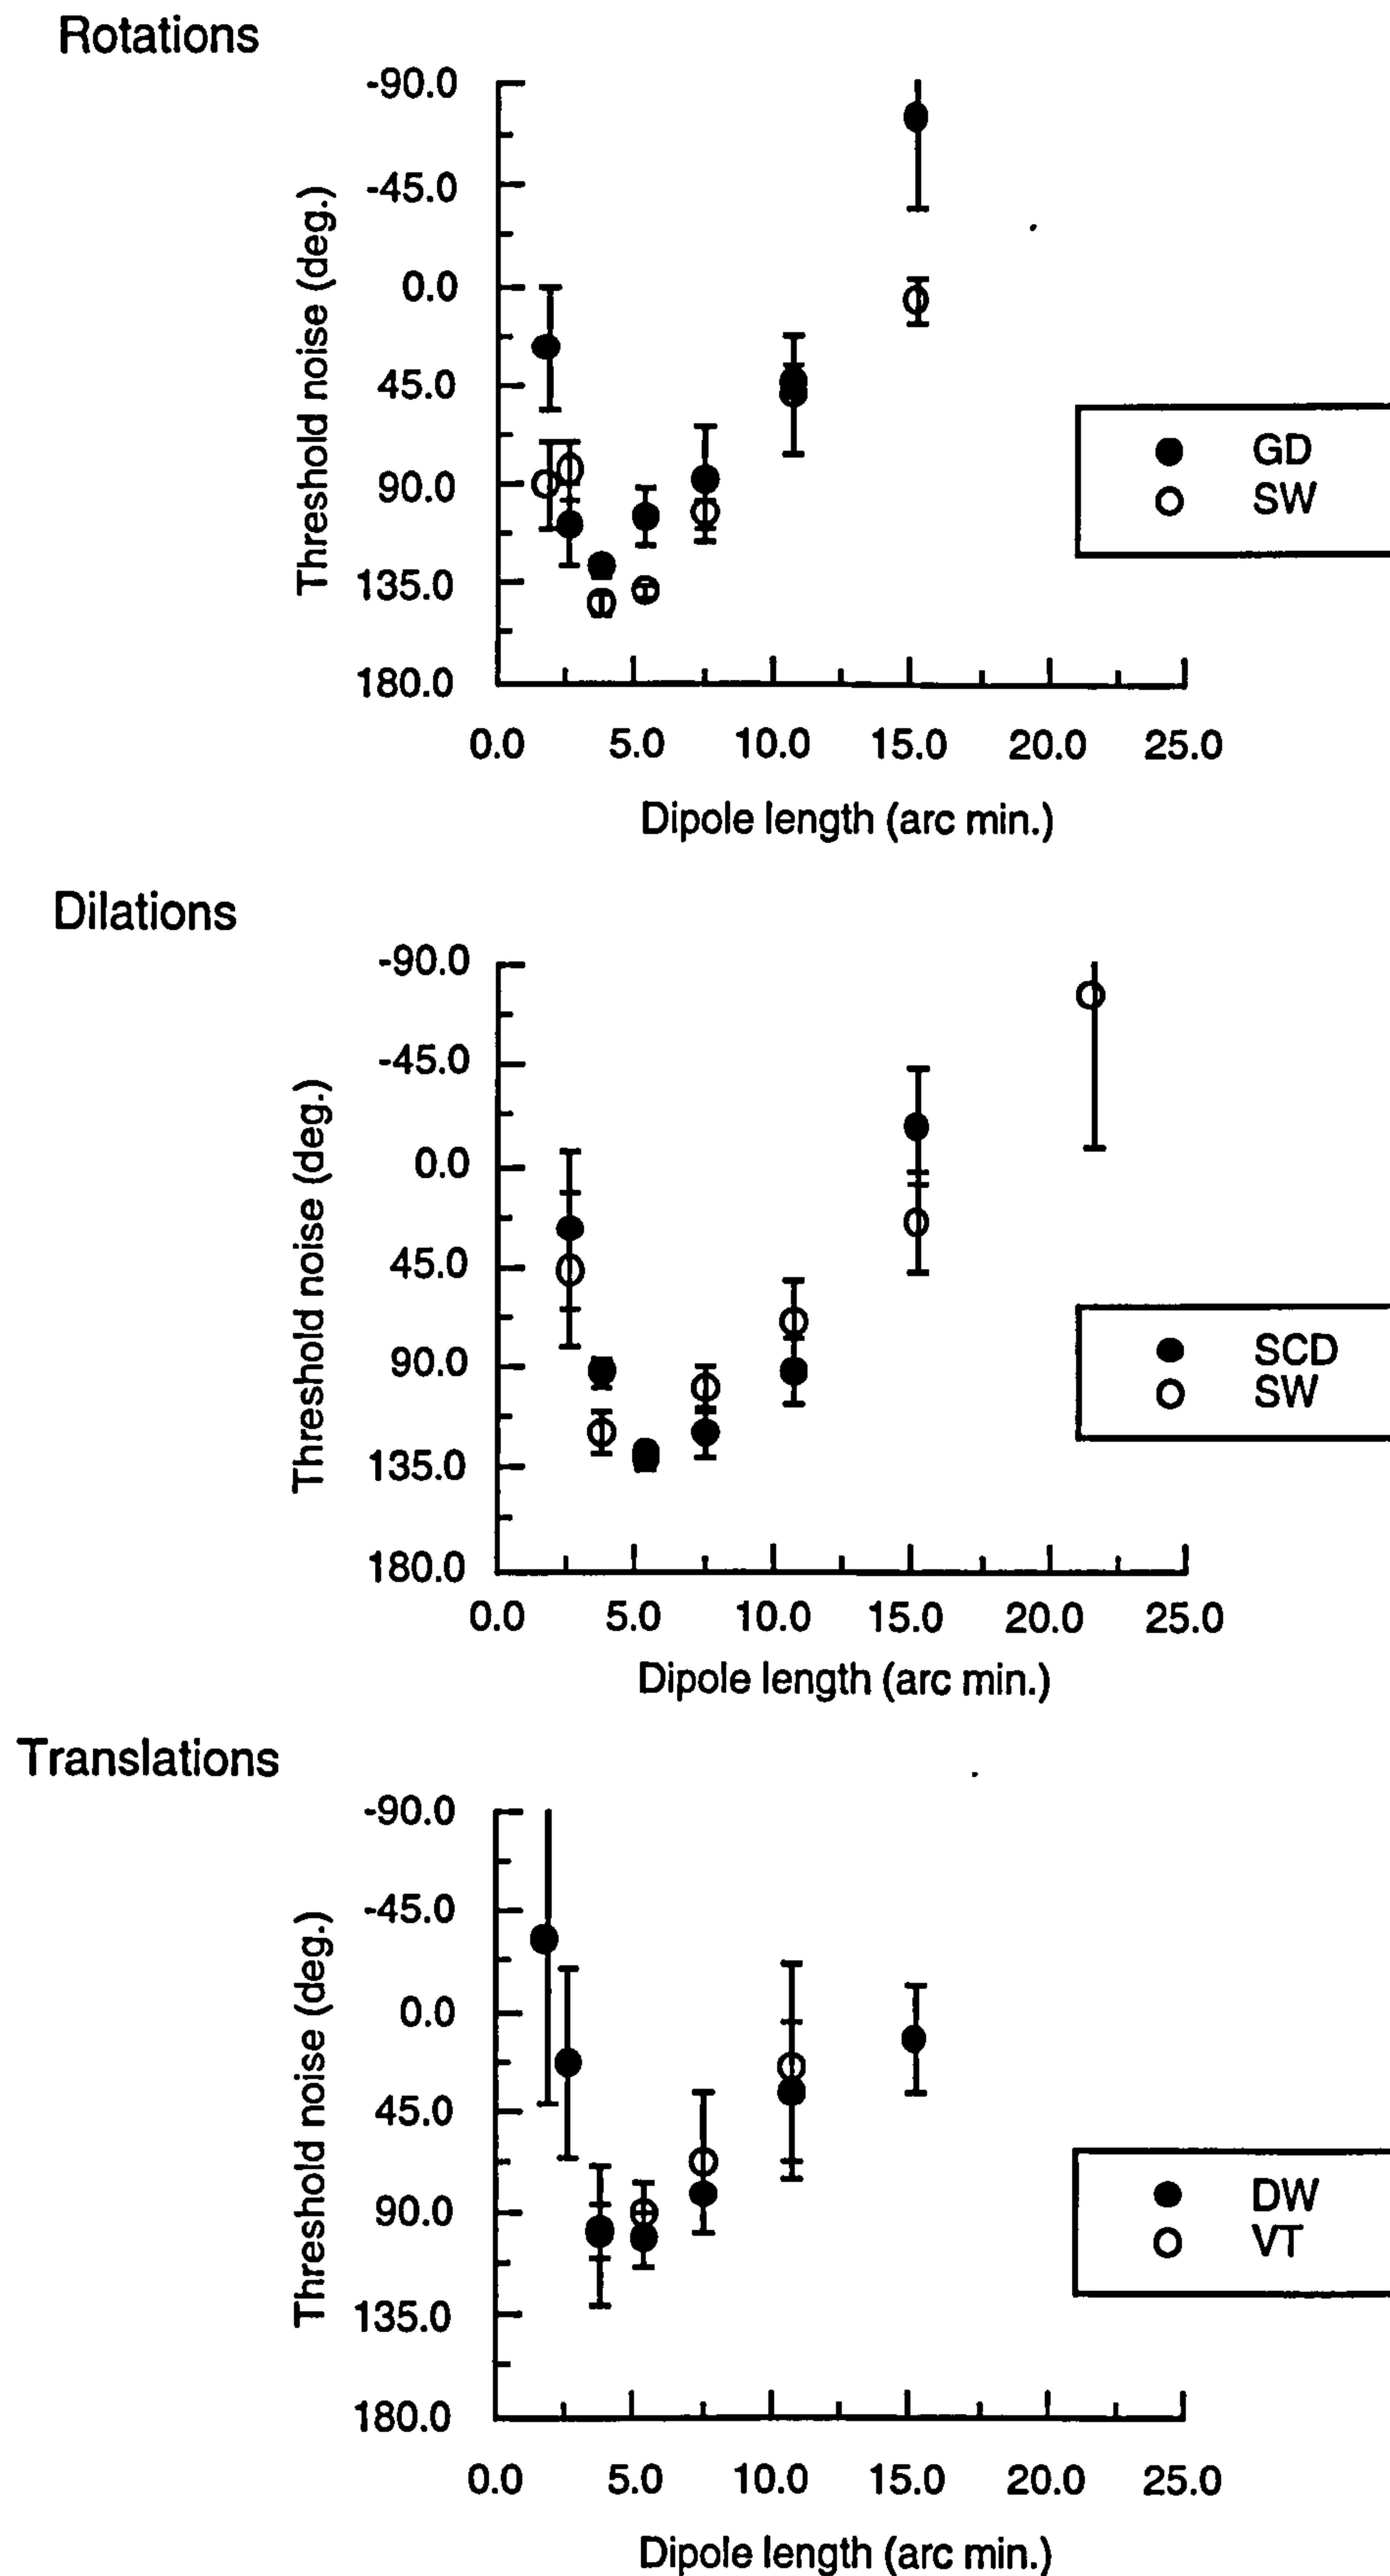 Rotations
-90.0
-45.0
0.0
45.0
90.0
135.0
180.0
Threshold noise (deg.)
0.0 5.0 10.0 15.0 20.0 25.0
Dipole length (arc min.)
GD
SW
Dilations
-90.0
-45.0
0.0
45.0
90.0
135.0
180.0
Threshold noise (deg.)
0.0 5.0 10.0 15.0 20.0 25.0
Dipole length (arc min.)
SCD
SW
Translations
-90.0
-45.0
0.0
45.0
90.0
135.0
180.0
Threshold noise (deg.)
0.0 5.0 10.0 15.0 20.0 25.0
Dipole length (arc min.)
DW
VT